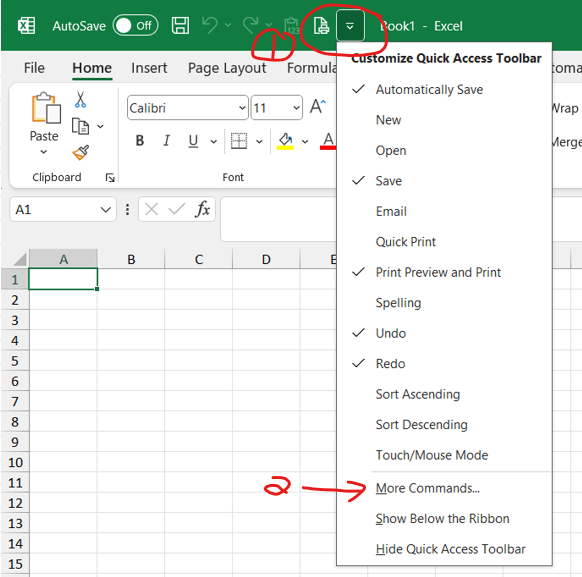 AutoSave Off Book1 - Excel
1
File Home Insert Page Layout Formula
Customize Quick Access Toolbar
Automatically Save
New
Open
Save
Email
Quick Print
Print Preview and Print
Spelling
Undo
Redo
Sort Ascending
Sort Descending
Touch/Mouse Mode
2
More Commands...
Show Below the Ribbon
Hide Quick Access Toolbar
Paste
Calibri 11 A
B I U A
Wrap
Merge
Clipboard Font
A1 fx
A B C D E
1
2
3
4
5
6
7
8
9
10
11
12
13
14
15